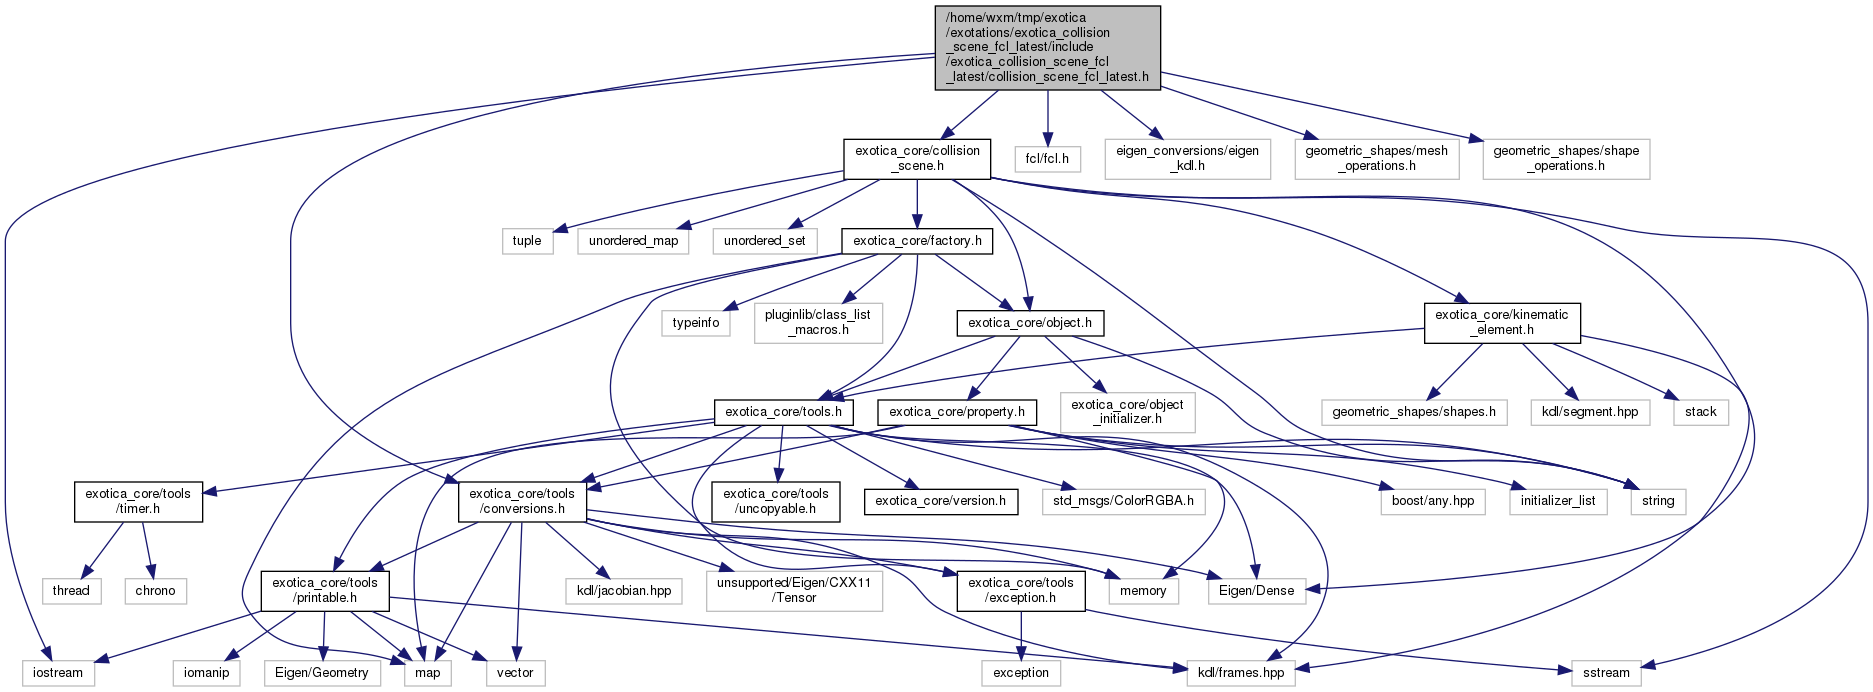 /home/wxm/tmp/exotica
/exotations/exotica_collision
_scene_fcl_latest/include
/exotica_collision_scene_fcl
_latest/collision_scene_fcl_latest.h
exotica_core/collision
_scene.h
fcl/fcl.h
eigen_conversions/eigen
_kdl.h
geometric_shapes/mesh
_operations.h
geometric_shapes/shape
_operations.h
tuple
unordered_map
unordered_set
exotica_core/factory.h
typeinfo
pluginlib/class_list
_macros.h
exotica_core/object.h
exotica_core/kinematic
_element.h
exotica_core/tools.h
exotica_core/property.h
exotica_core/object
_initializer.h
geometric_shapes/shapes.h
kdl/segment.hpp
stack
exotica_core/tools
/timer.h
exotica_core/tools
/conversions.h
exotica_core/tools
/uncopyable.h
exotica_core/version.h
std_msgs/ColorRGBA.h
boost/any.hpp
initializer_list
string
thread
chrono
exotica_core/tools
/printable.h
kdl/jacobian.hpp
unsupported/Eigen/CXX11
/Tensor
exotica_core/tools
/exception.h
memory
Eigen/Dense
iostream
iomanip
Eigen/Geometry
map
vector
exception
kdl/frames.hpp
sstream